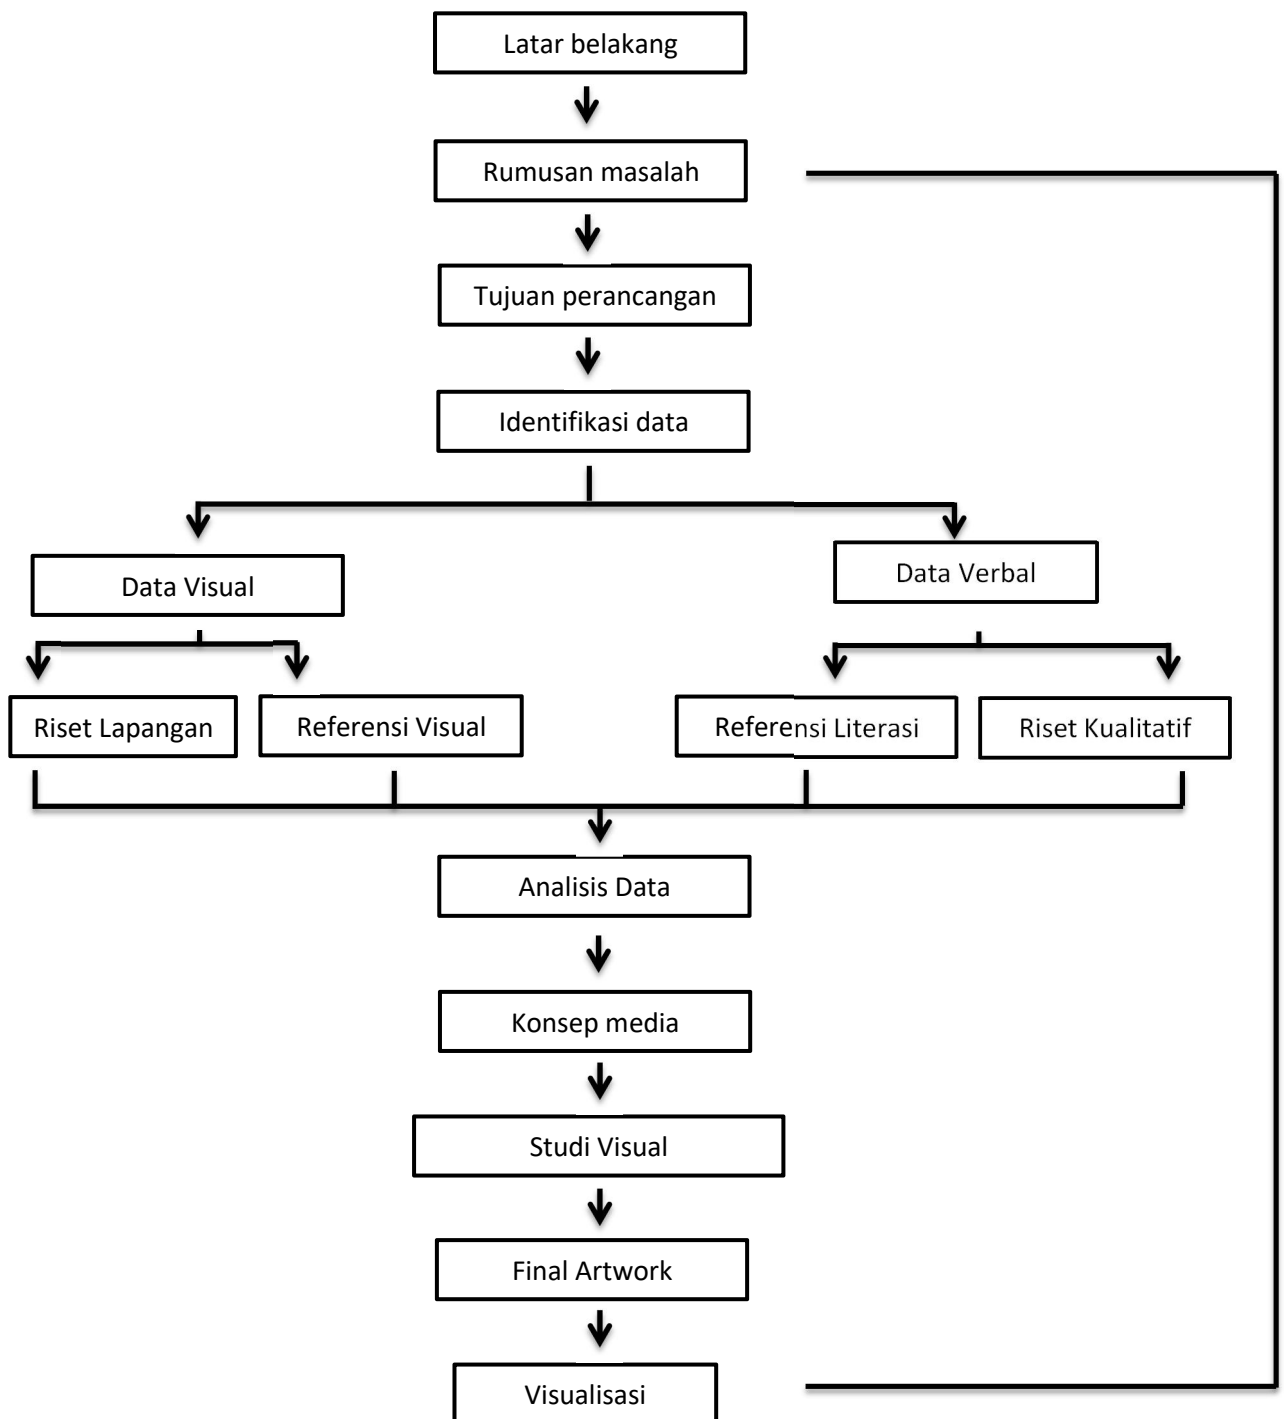 Latar belakang
Rumusan masalah
Tujuan perancangan
Identifikasi data
Data Visual
Data Verbal
Riset Lapangan
Referensi Visual
Referensi Literasi
Riset Kualitatif
Analisis Data
Konsep media
Studi Visual
Final Artwork
Visualisasi